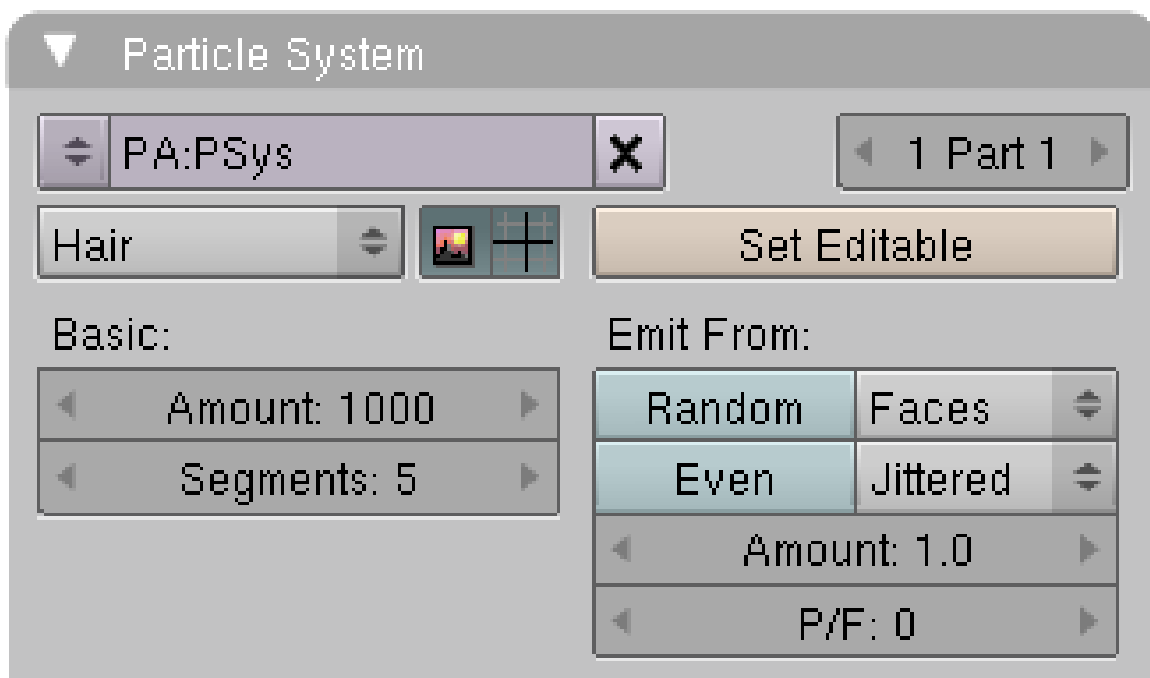 Particle System
PA:PSys 1 Part 1
Hair Set Editable
Basic: Emit From:
Amount: 1000 Random Faces
Segments: 5 Even Jittered
Amount: 1.0
P/F: 0